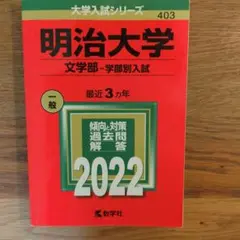 大学入試シリーズ
403
明治大学
文学部-学部別入試
一般
最近3カ年
傾向と対策
過去問
解答
2022
教学社